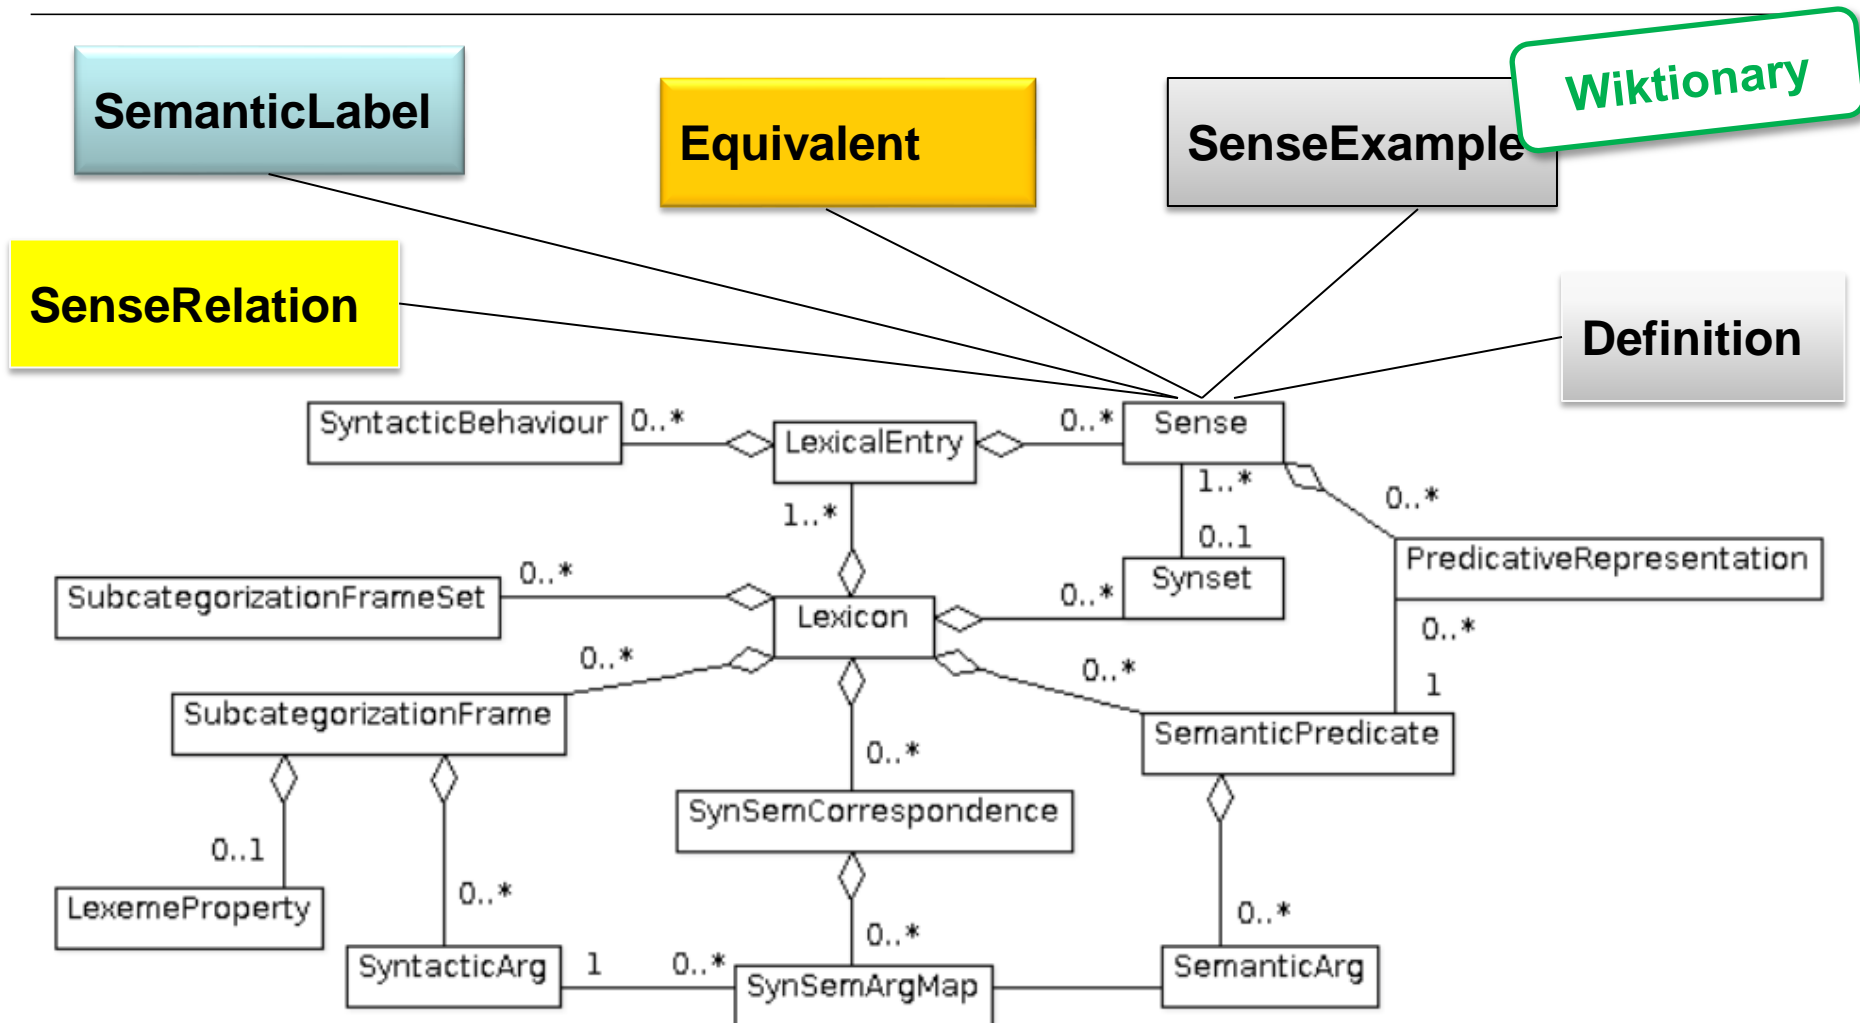 Wiktionary
SemanticLabel
Equivalent
SenseExample
SenseRelation
Definition
SyntacticBehaviour
0..*
LexicalEntry
0..*
Sense
1..*
1..*
0..*
0..1
SubcategorizationFrameSet
0..*
Lexicon
0..*
Synset
PredicativeRepresentation
0..*
0..*
0..*
1
SubcategorizationFrame
SemanticPredicate
0..*
SynSemCorrespondence
0..1
0..*
0..*
0..*
LexemeProperty
SyntacticArg
1
0..*
SynSemArgMap
SemanticArg